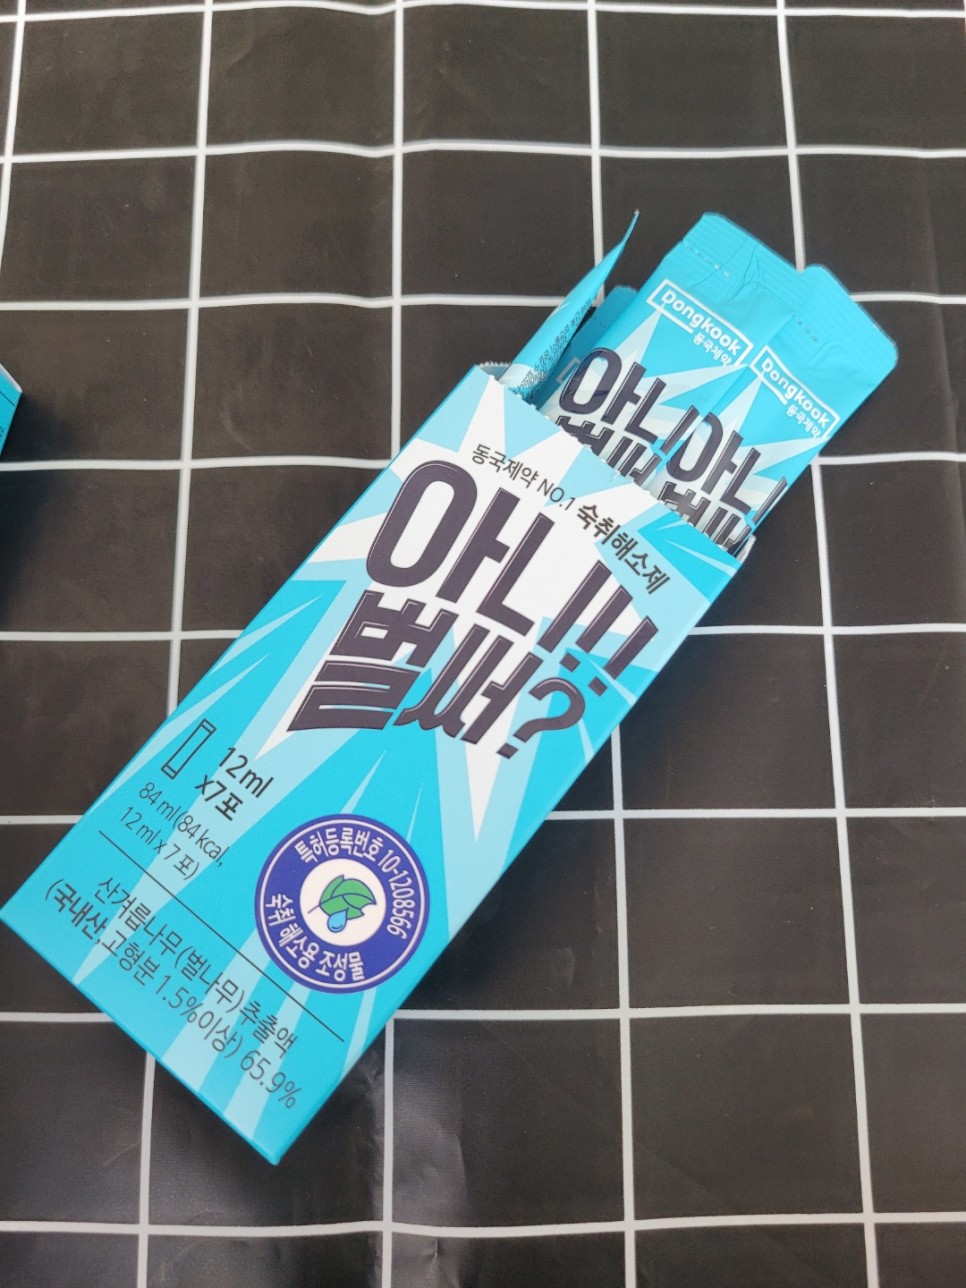 Dongkook
동국제약
아니
Dongkook
동국제약
아니!
동국제약 NO.1 숙취해소제
아니!!
벌써?
12ml
x7포
84 ml(84 kcal,
12 ml x 7포)
특허등록번호 10-1208566
숙취 해소용 조성물
산겨릅나무(벌나무)추출액
(국내산,고형분 1.5%이상) 65.9%